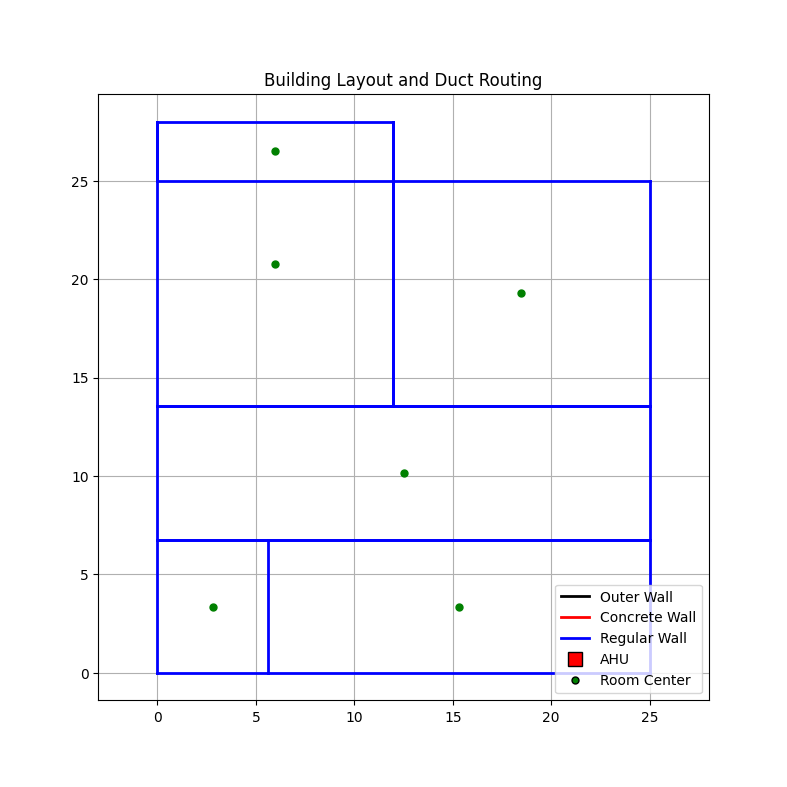 Building Layout and Duct Routing
25
20
15
10
5
0
Outer Wall
Concrete Wall
Regular Wall
AHU
Room Center
0 5 10 15 20 25